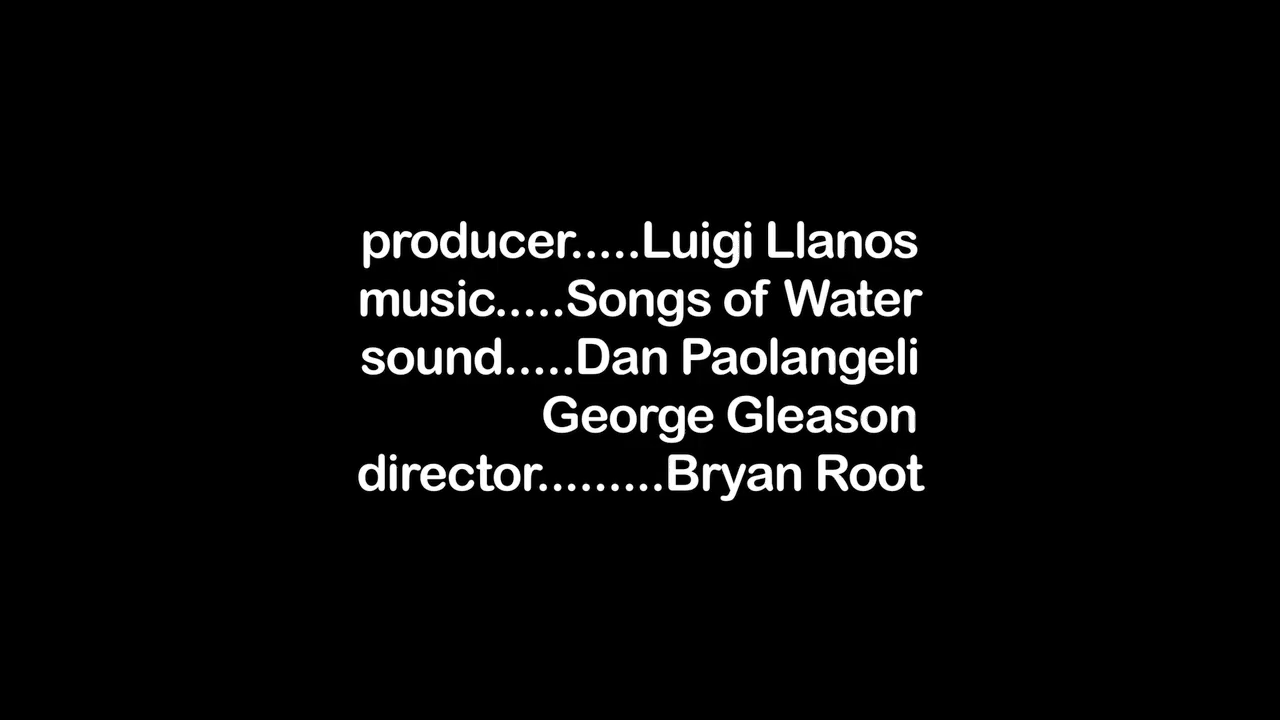 producer.....Luigi Llanos
music.....Songs of Water
sound.....Dan Paolangeli
George Gleason
director.........Bryan Root